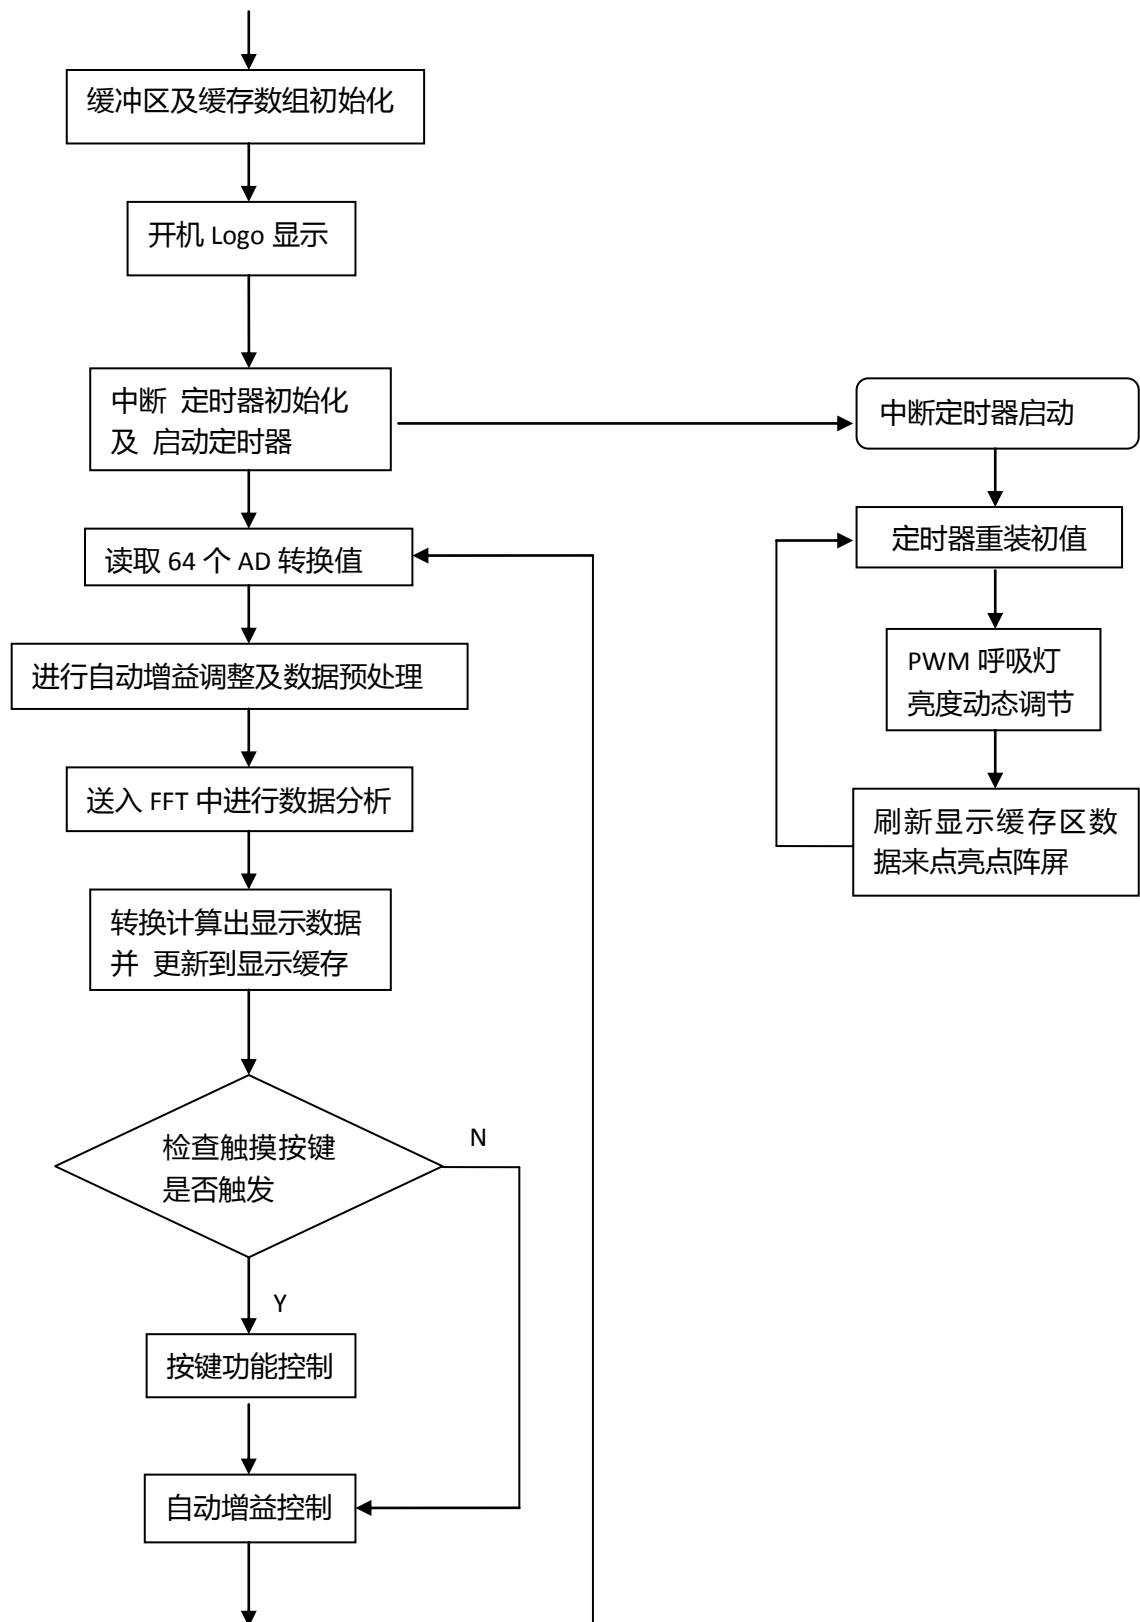 缓冲区及缓存数组初始化
开机 Logo 显示
中断 定时器初始化
及 启动定时器
读取 64 个 AD 转换值
进行自动增益调整及数据预处理
送入 FFT 中进行数据分析
转换计算出显示数据
并 更新到显示缓存
检查触摸按键
是否触发
N
Y
按键功能控制
自动增益控制
中断定时器启动
定时器重装初值
PWM 呼吸灯
亮度动态调节
刷新显示缓存区数
据来点亮点阵屏